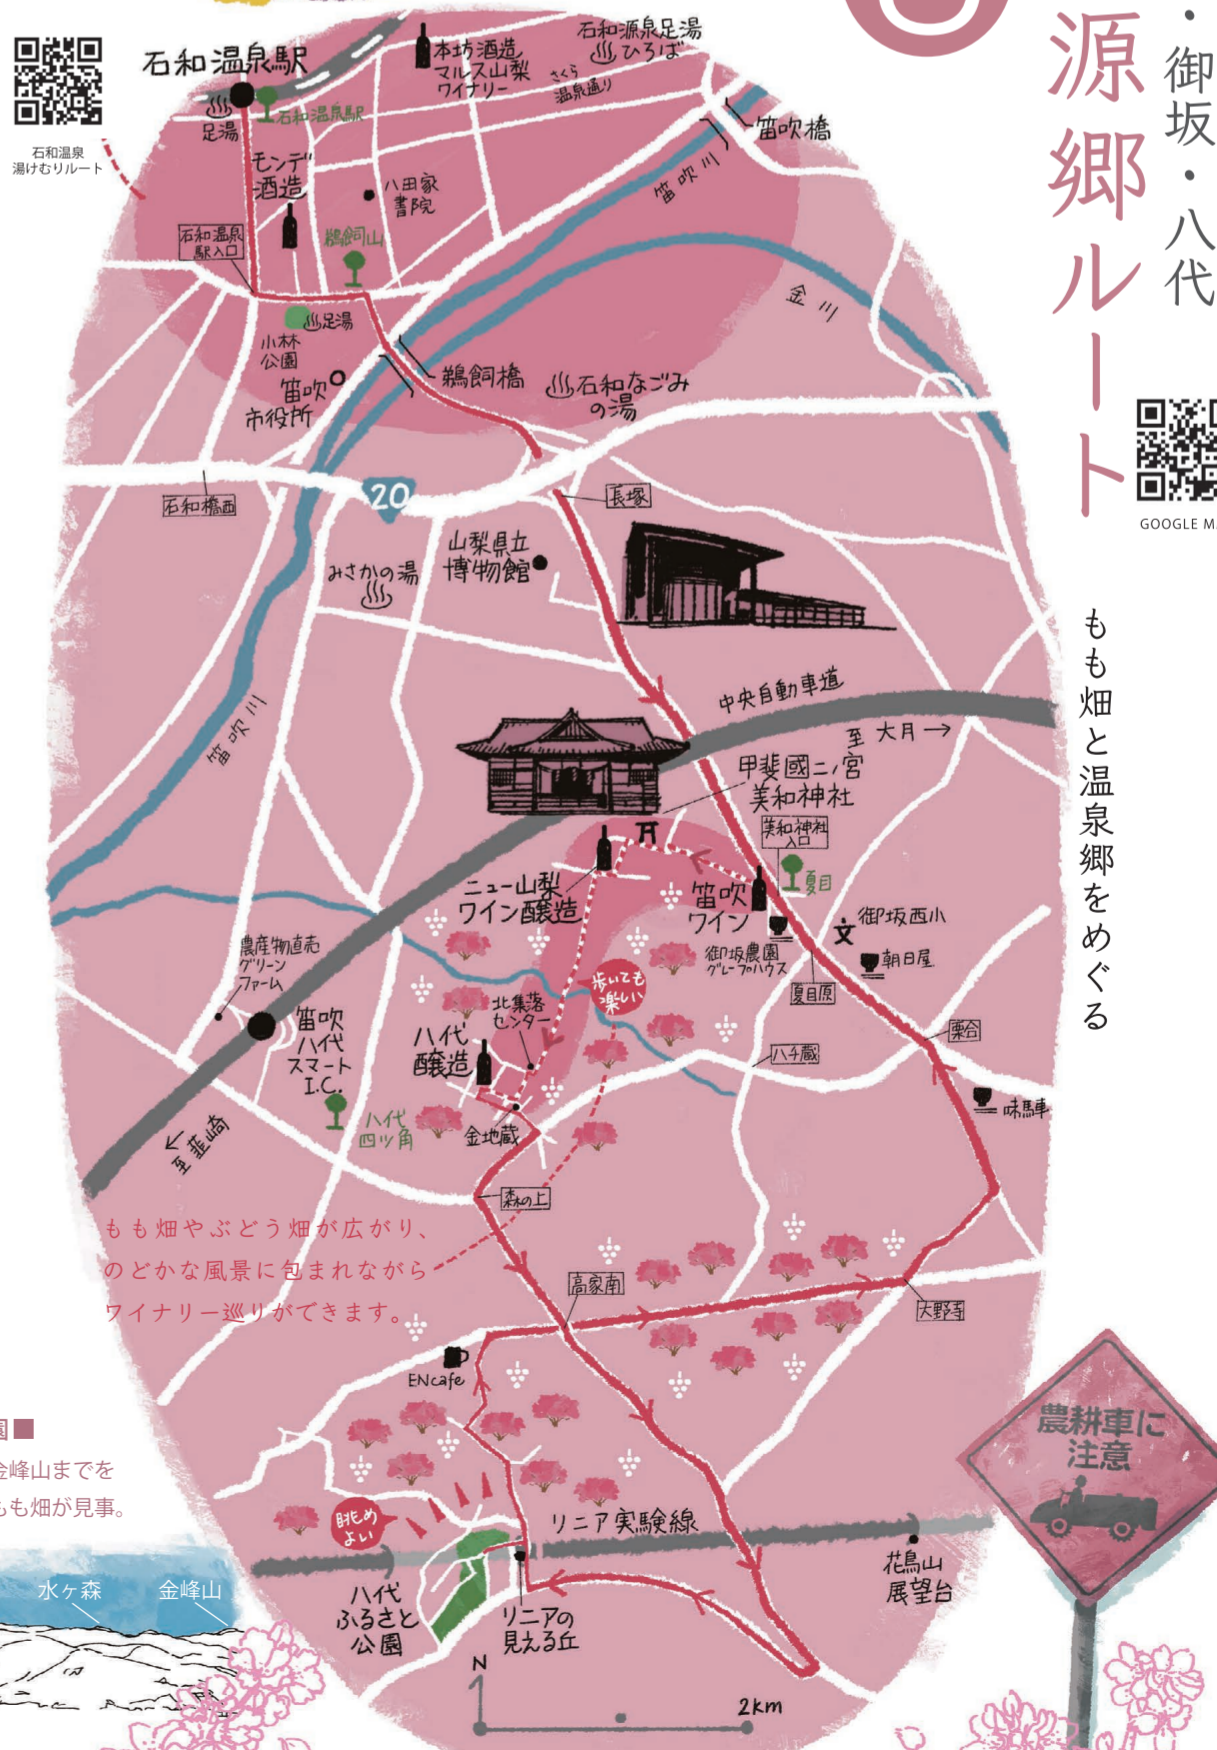 ・御坂・八代
源郷ルート
もも畑と温泉郷をめぐる
GOOGLE M
石和温泉
湯けむりルート
石和温泉駅
足湯
石和温泉駅
本坊酒造
マルス山梨
ワイナリー
石和源泉足湯
ひろば
さくら
温泉通り
笛吹橋
笛吹川
モンデ
酒造
八田家
書院
石和温泉
駅入口
鵜飼山
足湯
小林
公園
笛吹
市役所
鵜飼橋
石和なごみ
の湯
金川
石和橋西
20
長塚
山梨県立
博物館
みさかの湯
笛吹川
中央自動車道
至 大月→
甲斐國二ノ宮
美和神社
美和神社
入口
夏目
ニュー山梨
ワイン醸造
笛吹
ワイン
御坂農園
グレープハウス
文
御坂西小
朝日屋
夏目原
農産物直売
グリーン
ファーム
笛吹
八代
スマート
I.C.
歩いても
楽しい
北集落
センター
八代
醸造
栗合
八千蔵
味馬車
八代
四ツ角
金地蔵
←至韮崎
森の上
もも畑やぶどう畑が広がり、
のどかな風景に包まれながら
ワイナリー巡りができます。
高家南
大野寺
ENcafe
農耕車に
注意
園■
金峰山までを
もも畑が見事。
眺め
よい
リニア実験線
花鳥山
展望台
八代
ふるさと
公園
リニアの
見える丘
水ヶ森
金峰山
N
2km